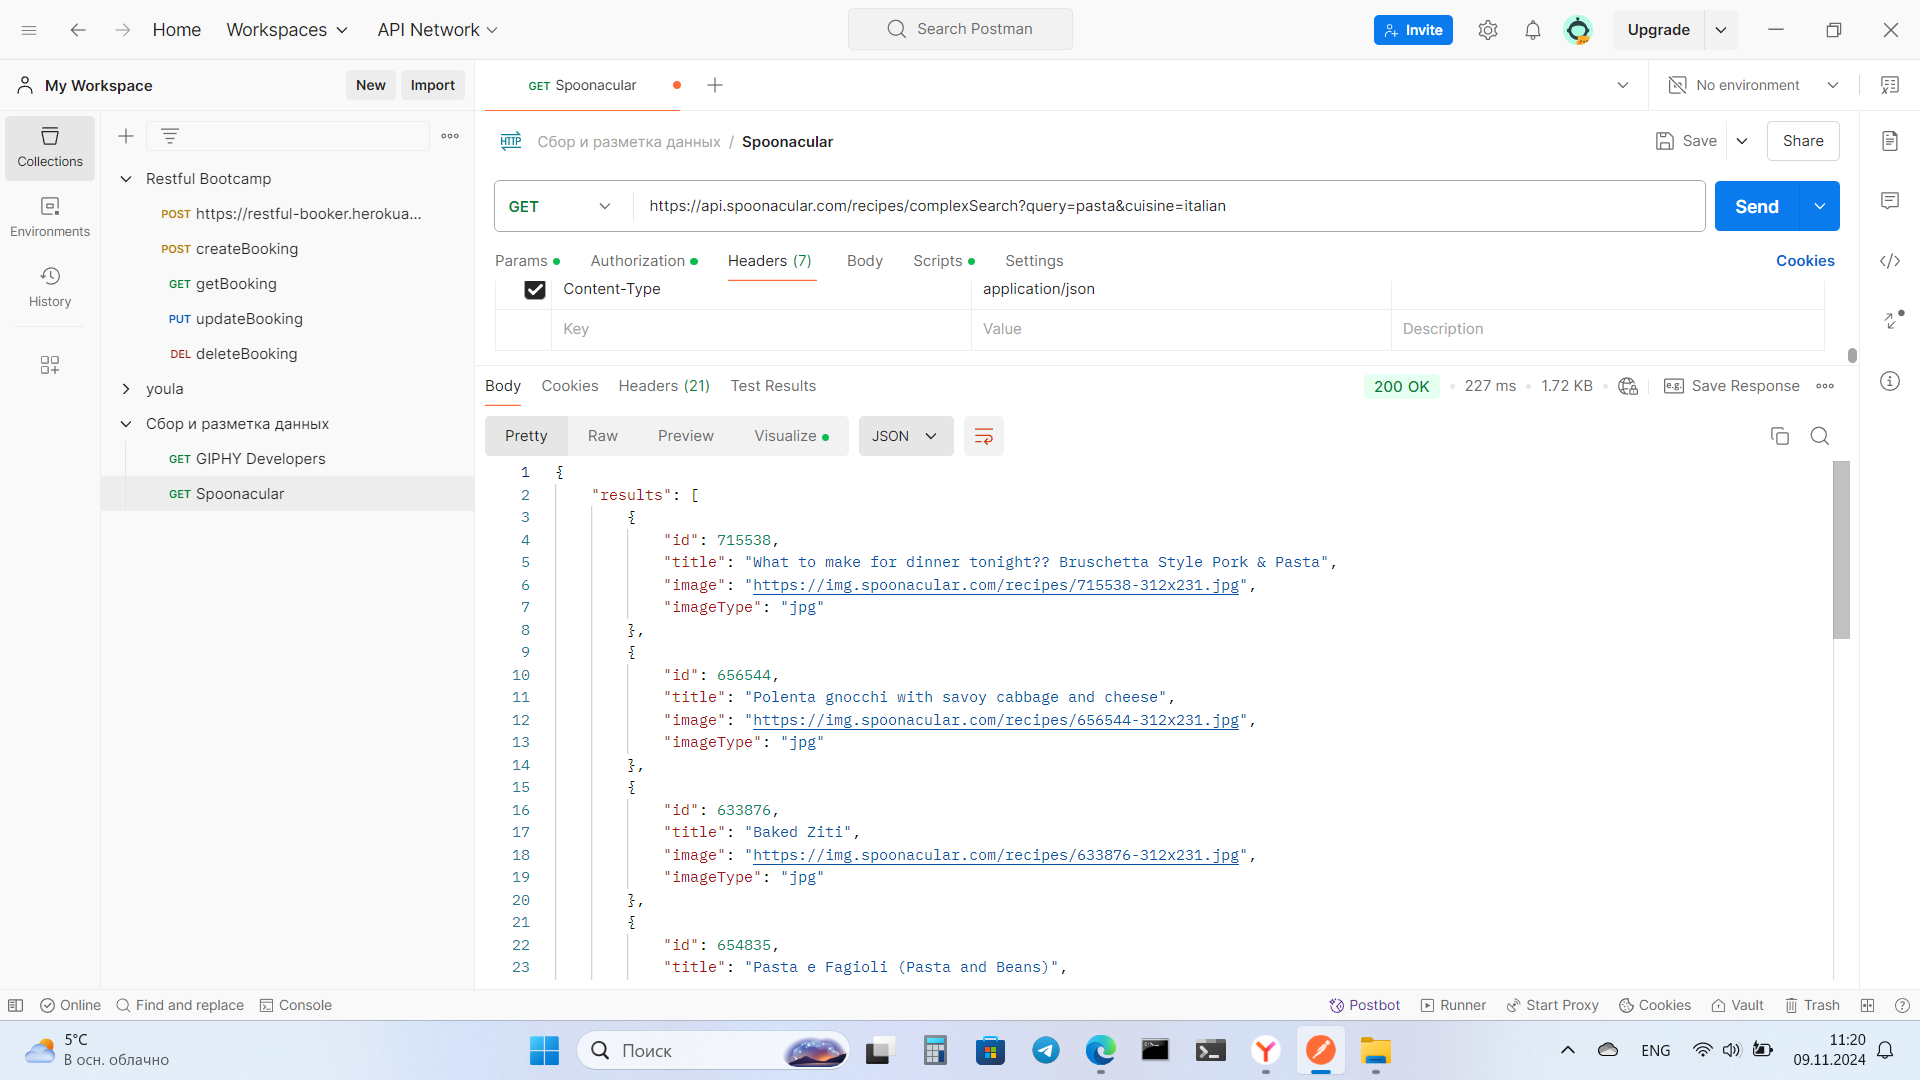 Home Workspaces API Network Search Postman Invite Upgrade
My Workspace New Import GET Spoonacular No environment
Collections
Environments
History
Restful Bootcamp
POST https://restful-booker.herokua...
POST createBooking
GET getBooking
PUT updateBooking
DEL deleteBooking
youla
Сбор и разметка данных
GET GIPHY Developers
GET Spoonacular
HTTP Сбор и разметка данных / Spoonacular Save Share
GET https://api.spoonacular.com/recipes/complexSearch?query=pasta&cuisine=italian Send
Params Authorization Headers (7) Body Scripts Settings Cookies
Content-Type application/json
Key Value Description
Body Cookies Headers (21) Test Results 200 OK 227 ms 1.72 KB e.g. Save Response
Pretty Raw Preview Visualize JSON
1 {
2 "results": [
3 {
4 "id": 715538,
5 "title": "What to make for dinner tonight?? Bruschetta Style Pork & Pasta",
6 "image": "https://img.spoonacular.com/recipes/715538-312x231.jpg",
7 "imageType": "jpg"
8 },
9 {
10 "id": 656544,
11 "title": "Polenta gnocchi with savoy cabbage and cheese",
12 "image": "https://img.spoonacular.com/recipes/656544-312x231.jpg",
13 "imageType": "jpg"
14 },
15 {
16 "id": 633876,
17 "title": "Baked Ziti",
18 "image": "https://img.spoonacular.com/recipes/633876-312x231.jpg",
19 "imageType": "jpg"
20 },
21 {
22 "id": 654835,
23 "title": "Pasta e Fagioli (Pasta and Beans)",
Online Find and replace Console Postbot Runner Start Proxy Cookies Vault Trash
5°C
В осн. облачно
Поиск
ENG
11:20
09.11.2024